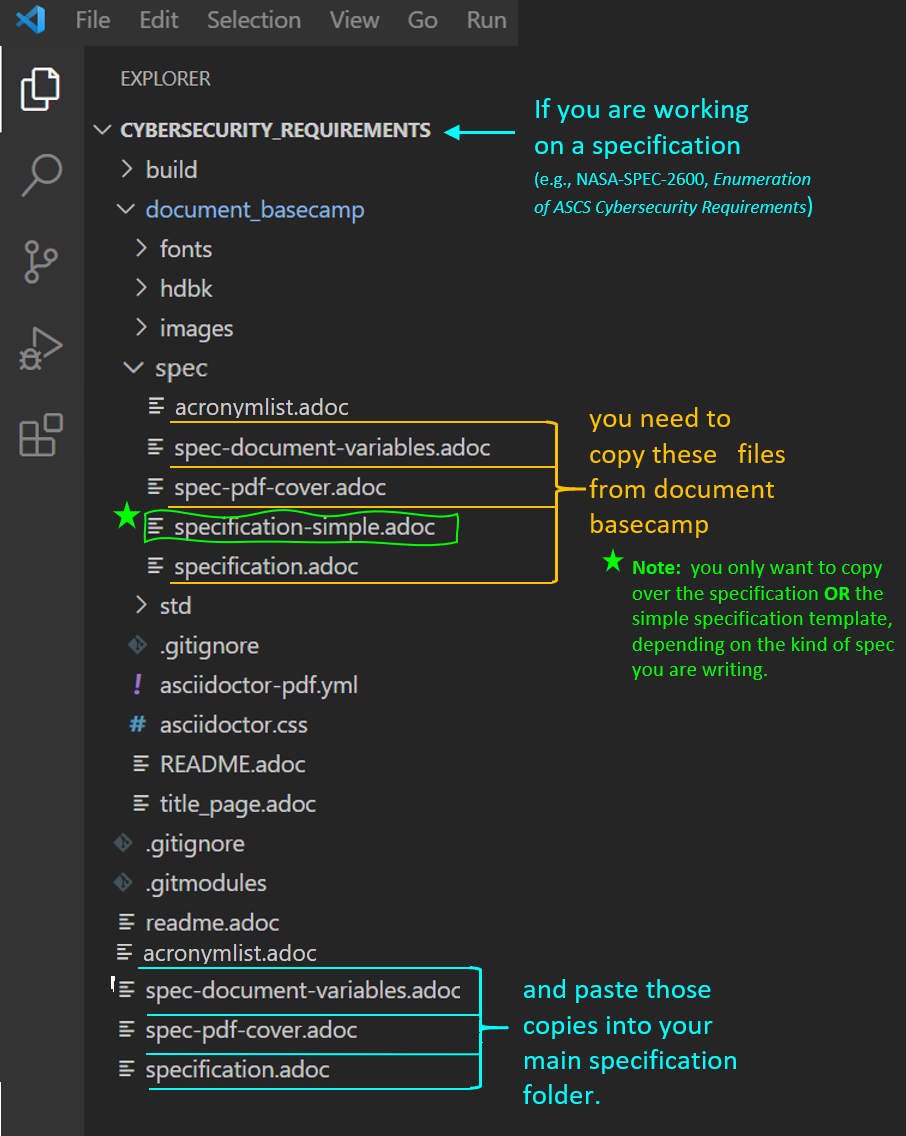 File Edit Selection View Go Run
EXPLORER
CYBERSECURITY_REQUIREMENTS
If you are working
on a specification
(e.g., NASA-SPEC-2600, Enumeration
of ASCS Cybersecurity Requirements)
build
document_basecamp
fonts
hdbk
images
spec
acronymlist.adoc
spec-document-variables.adoc
spec-pdf-cover.adoc
specification-simple.adoc
specification.adoc
you need to
copy these files
from document
basecamp
Note: you only want to copy
over the specification OR the
simple specification template,
depending on the kind of spec
you are writing.
std
.gitignore
asciidoctor-pdf.yml
asciidoctor.css
README.adoc
title_page.adoc
.gitignore
.gitmodules
readme.adoc
acronymlist.adoc
spec-document-variables.adoc
spec-pdf-cover.adoc
specification.adoc
and paste those
copies into your
main specification
folder.